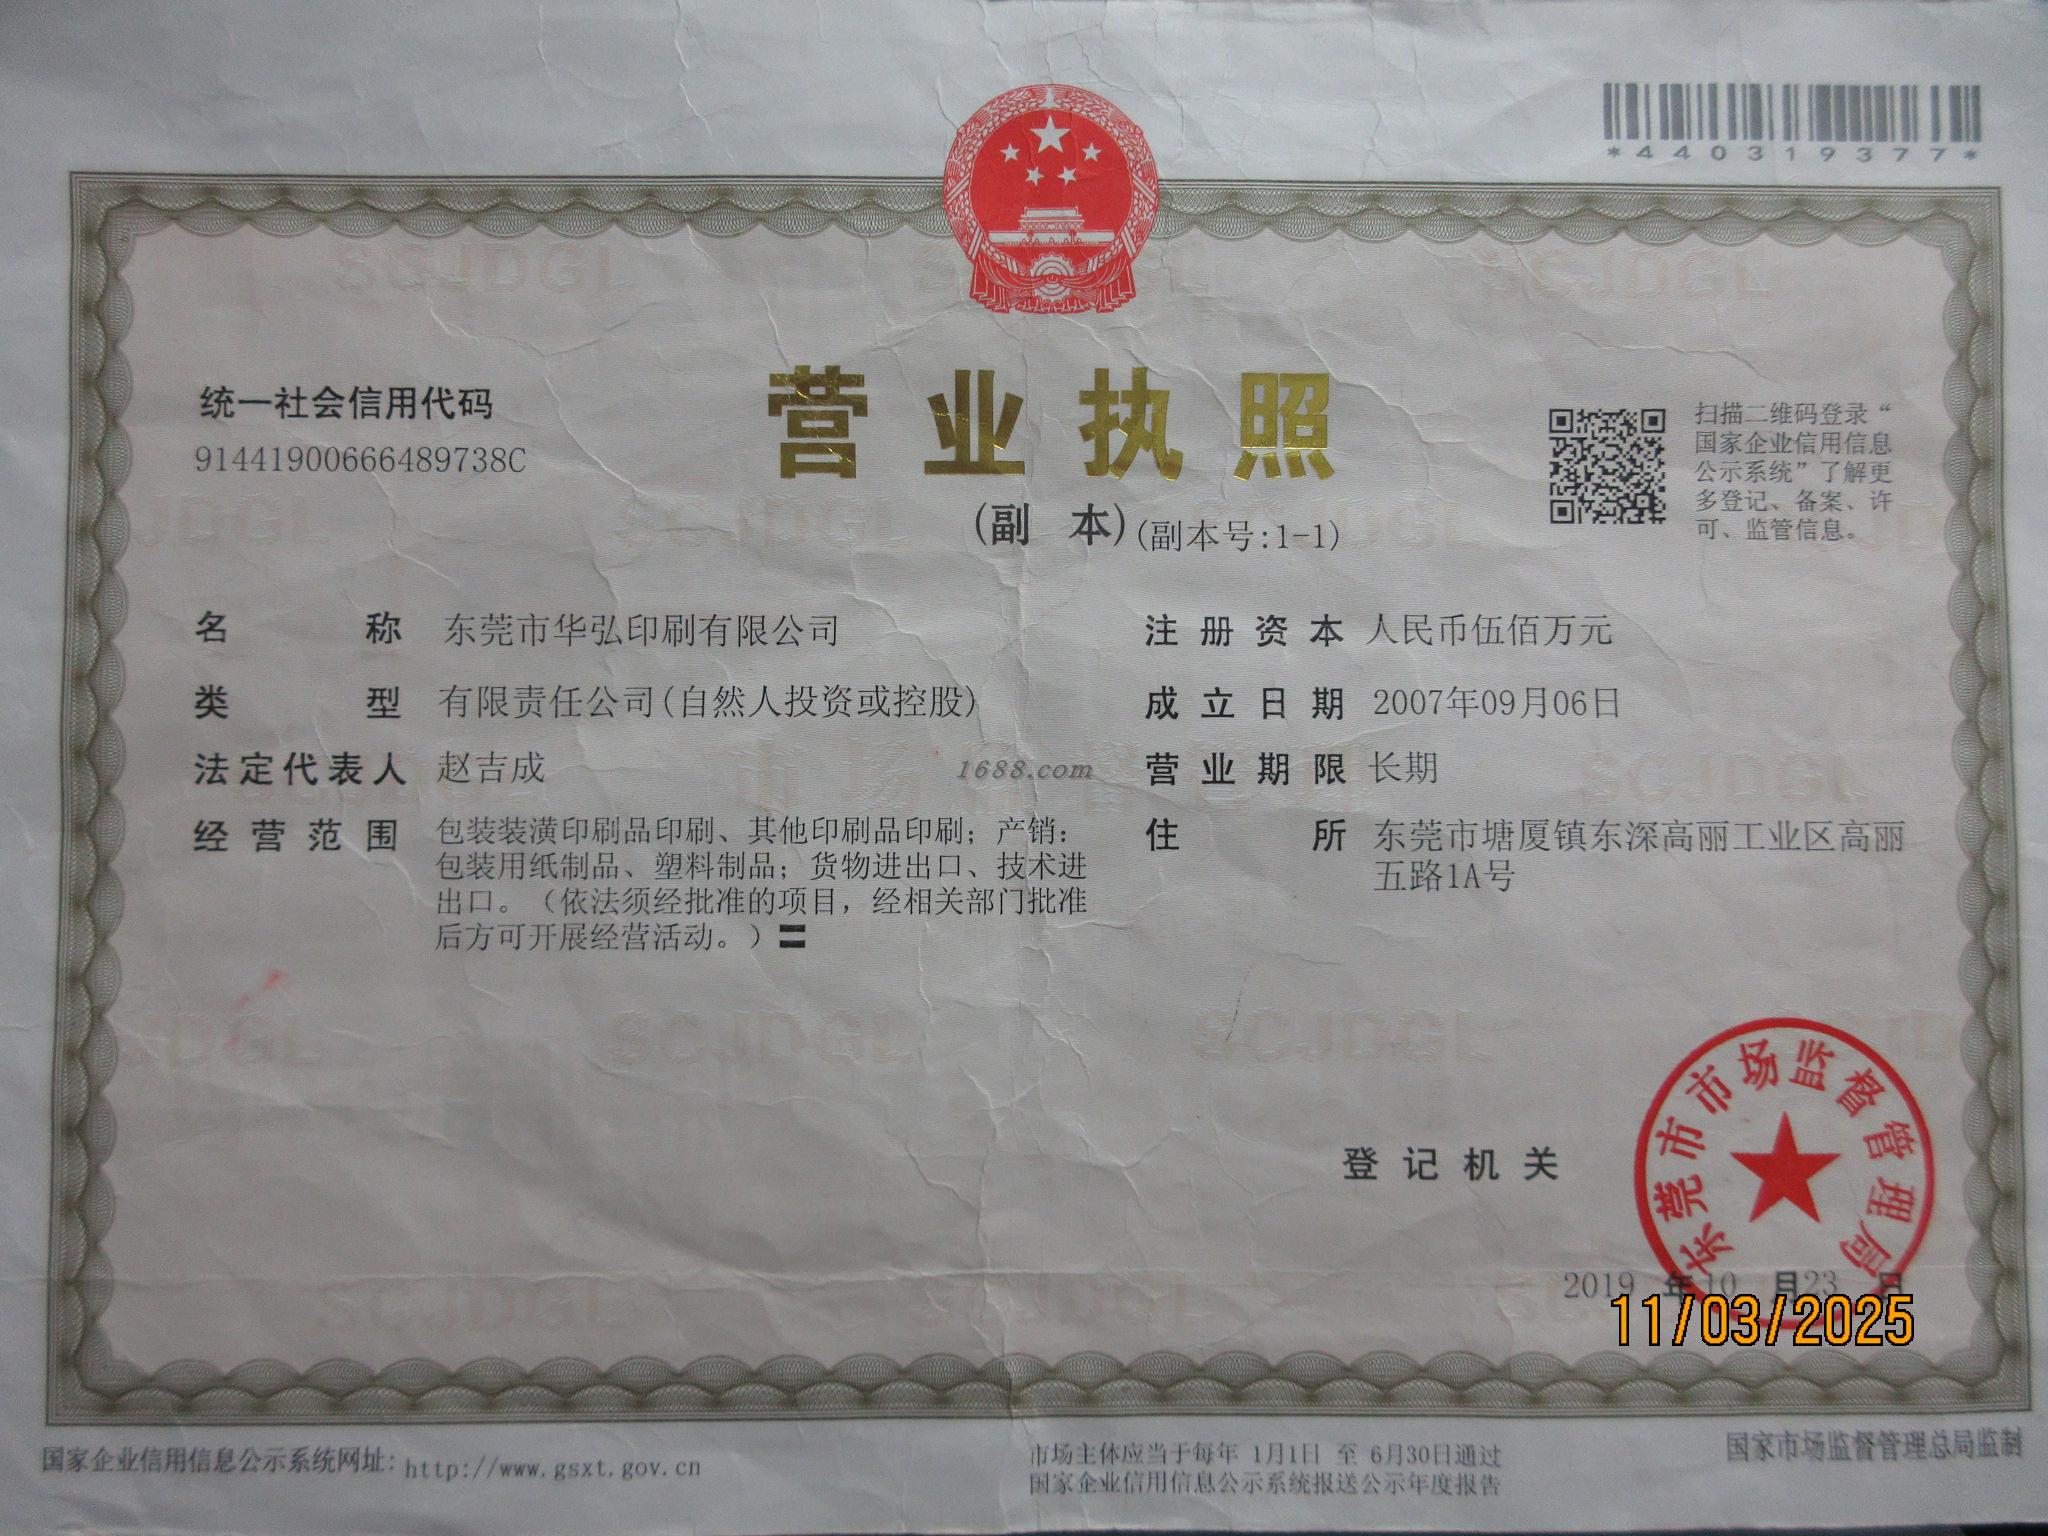 *440319377*
营业执照
(副 本)(副本号:1-1)
统一社会信用代码
91441900666489738C
扫描二维码登录“
国家企业信用信息
公示系统”了解更
多登记、备案、许
可、监管信息。
名 称 东莞市华弘印刷有限公司
类 型 有限责任公司(自然人投资或控股)
法定代表人 赵吉成
经营范围 包装装潢印刷品印刷、其他印刷品印刷；产销：
包装用纸制品、塑料制品；货物进出口、技术进
出口。（依法须经批准的项目，经相关部门批准
后方可开展经营活动。）〓
注册资本 人民币伍佰万元
成立日期 2007年09月06日
营业期限 长期
住 所 东莞市塘厦镇东深高丽工业区高丽
五路1A号
1688.com
登记机关
东莞市市场监督管理局
2019 年10 月23 日
11/03/2025
国家企业信用信息公示系统网址：http://www.gsxt.gov.cn
市场主体应当于每年 1月1日 至 6月30日通过
国家企业信用信息公示系统报送公示年度报告
国家市场监督管理总局监制
SCJDGL